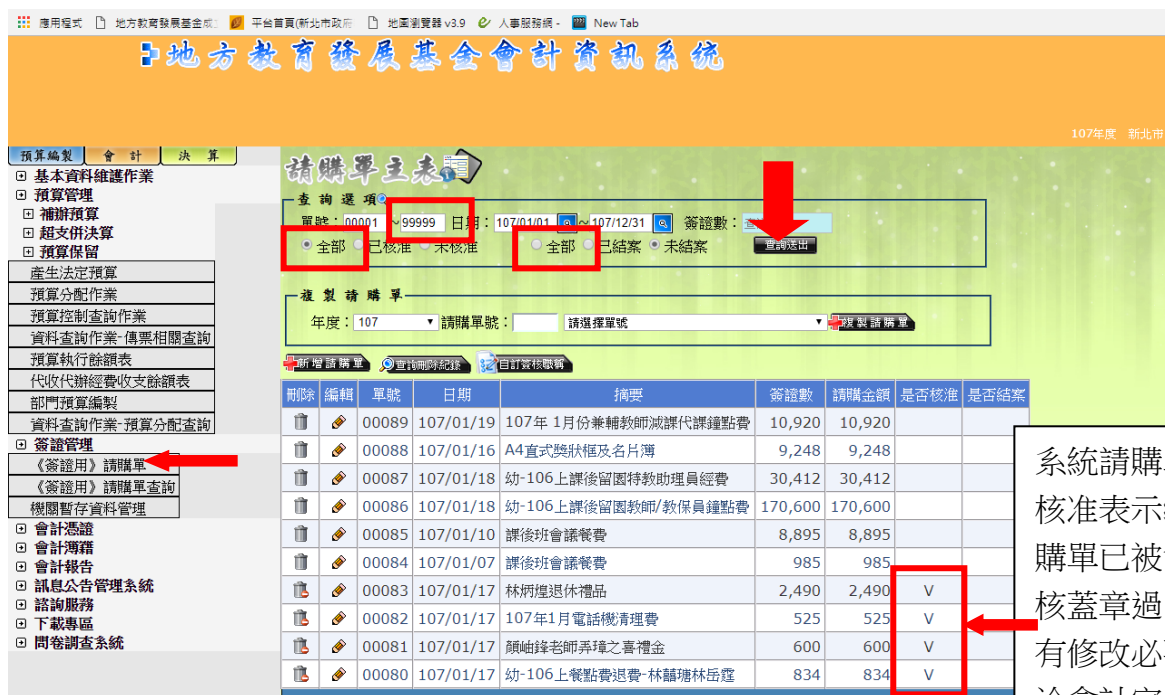 應用程式 地方教育發展基金成 平台首頁(新北市政府 地圖瀏覽器 v3.9 人事服務網 - New Tab
地方教育發展基金會計資訊系統
107年度 新北市
預算編製 會 計 決 算
基本資料維護作業
預算管理
補辦預算
超支併決算
預算保留
產生法定預算
預算分配作業
預算控制查詢作業
資料查詢作業-傳票相關查詢
預算執行餘額表
代收代辦經費收支餘額表
部門預算編製
資料查詢作業-預算分配查詢
簽證管理
《簽證用》請購單
《簽證用》請購單查詢
機關暫存資料管理
會計憑證
會計簿籍
會計報告
訊息公告管理系統
諮詢服務
下載專區
問卷調查系統
請購單主表
查詢選項
單號：00001 ~99999 日期：107/01/01 ~107/12/31 簽證數：
全部 已核准 未核准 全部 已結案 未結案 查詢送出
複製請購單
年度：107 請購單號： 請選擇單號 複製請購單
新增請購單 查詢刪除紀錄 自訂簽核職稱
刪除 編輯 單號 日期 摘要 簽證數 請購金額 是否核准 是否結案
00089 107/01/19 107年 1月份兼輔教師減課代課鐘點費 10,920 10,920
00088 107/01/16 A4直式獎狀框及名片簿 9,248 9,248
00087 107/01/18 幼-106上課後留園特教助理員經費 30,412 30,412
00086 107/01/18 幼-106上課後留園教師/教保員鐘點費 170,600 170,600
00085 107/01/10 課後班會議餐費 8,895 8,895
00084 107/01/07 課後班會議餐費 985 985
00083 107/01/17 林炳煌退休禮品 2,490 2,490 V
00082 107/01/17 107年1月電話機清理費 525 525 V
00081 107/01/17 顏岫鋒老師弄璋之喜禮金 600 600 V
00080 107/01/17 幼-106上餐點費退費-林囍瑭林岳霆 834 834 V
系統請購
核准表示
購單已被
核蓋章過
有修改必